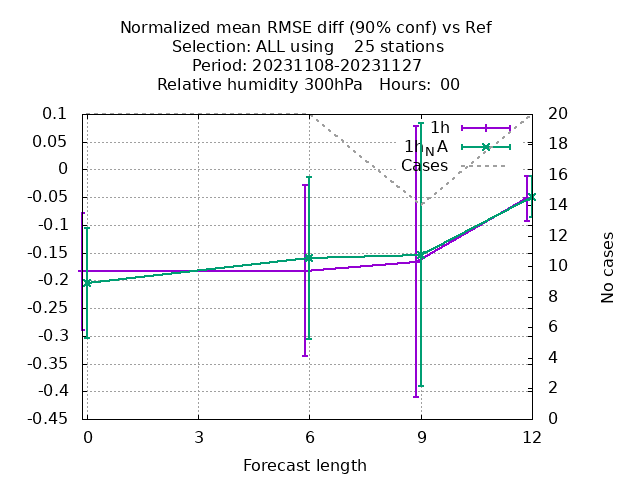 Normalized mean RMSE diff (90% conf) vs Ref
Selection: ALL using    25 stations
Period: 20231108-20231127
Relative humidity 300hPa   Hours: 00
1h
1h_N A
Cases
0.1
0.05
0
-0.05
-0.1
-0.15
-0.2
-0.25
-0.3
-0.35
-0.4
-0.45
20
18
16
14
12
10
8
6
4
2
0
No cases
0 3 6 9 12
Forecast length